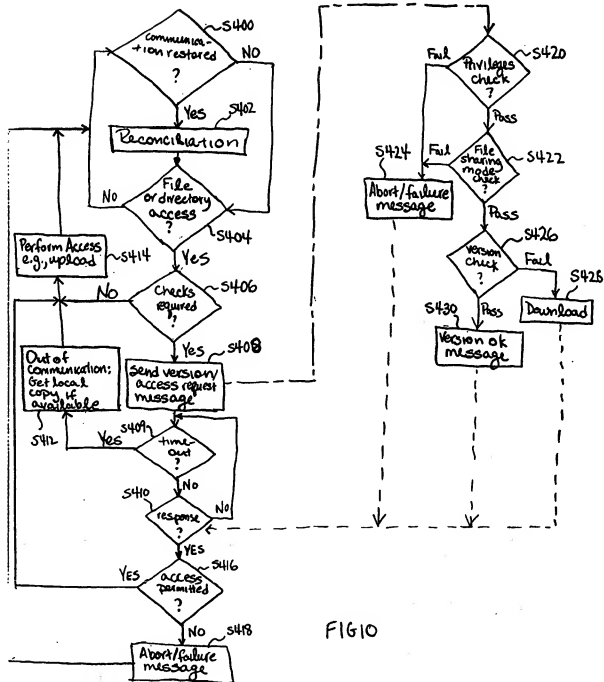 S400
communica-
tion restored
?
NO
Yes
S402
Reconciliation
No
File
or directory
access
?
S404
Yes
Perform Access
e.g., upload
S414
S406
No
Checks
required
?
Yes
S408
Send version/
access request
message
Out of
communication:
Get local
copy if
available
S412
Yes
S409
time-
out
?
No
S410
response
?
No
YES
S416
YES
access
permitted
?
NO
S418
Abort/failure
message
S420
Fail
Privileges
check
?
Pass
S422
Fail
File
sharing
mode
check
?
S424
Abort/failure
message
Pass
S426
version
check
?
Fail
S428
Download
S430
Pass
Version ok
message
FIG10